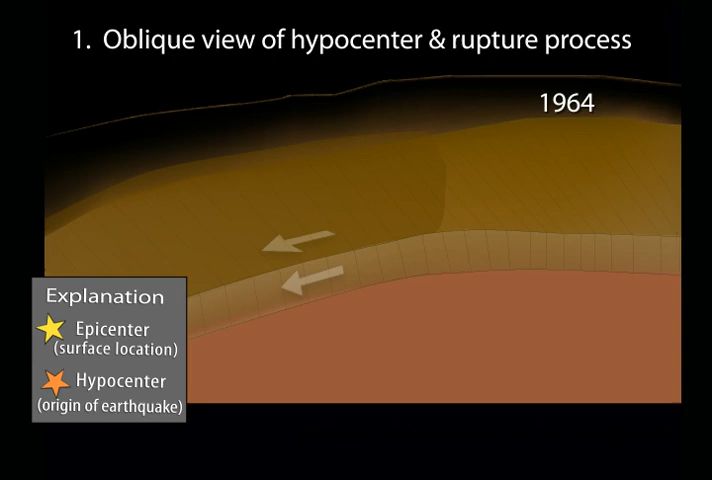 1. Oblique view of hypocenter & rupture process
1964
Explanation
Epicenter
(surface location)
Hypocenter
(origin of earthquake)